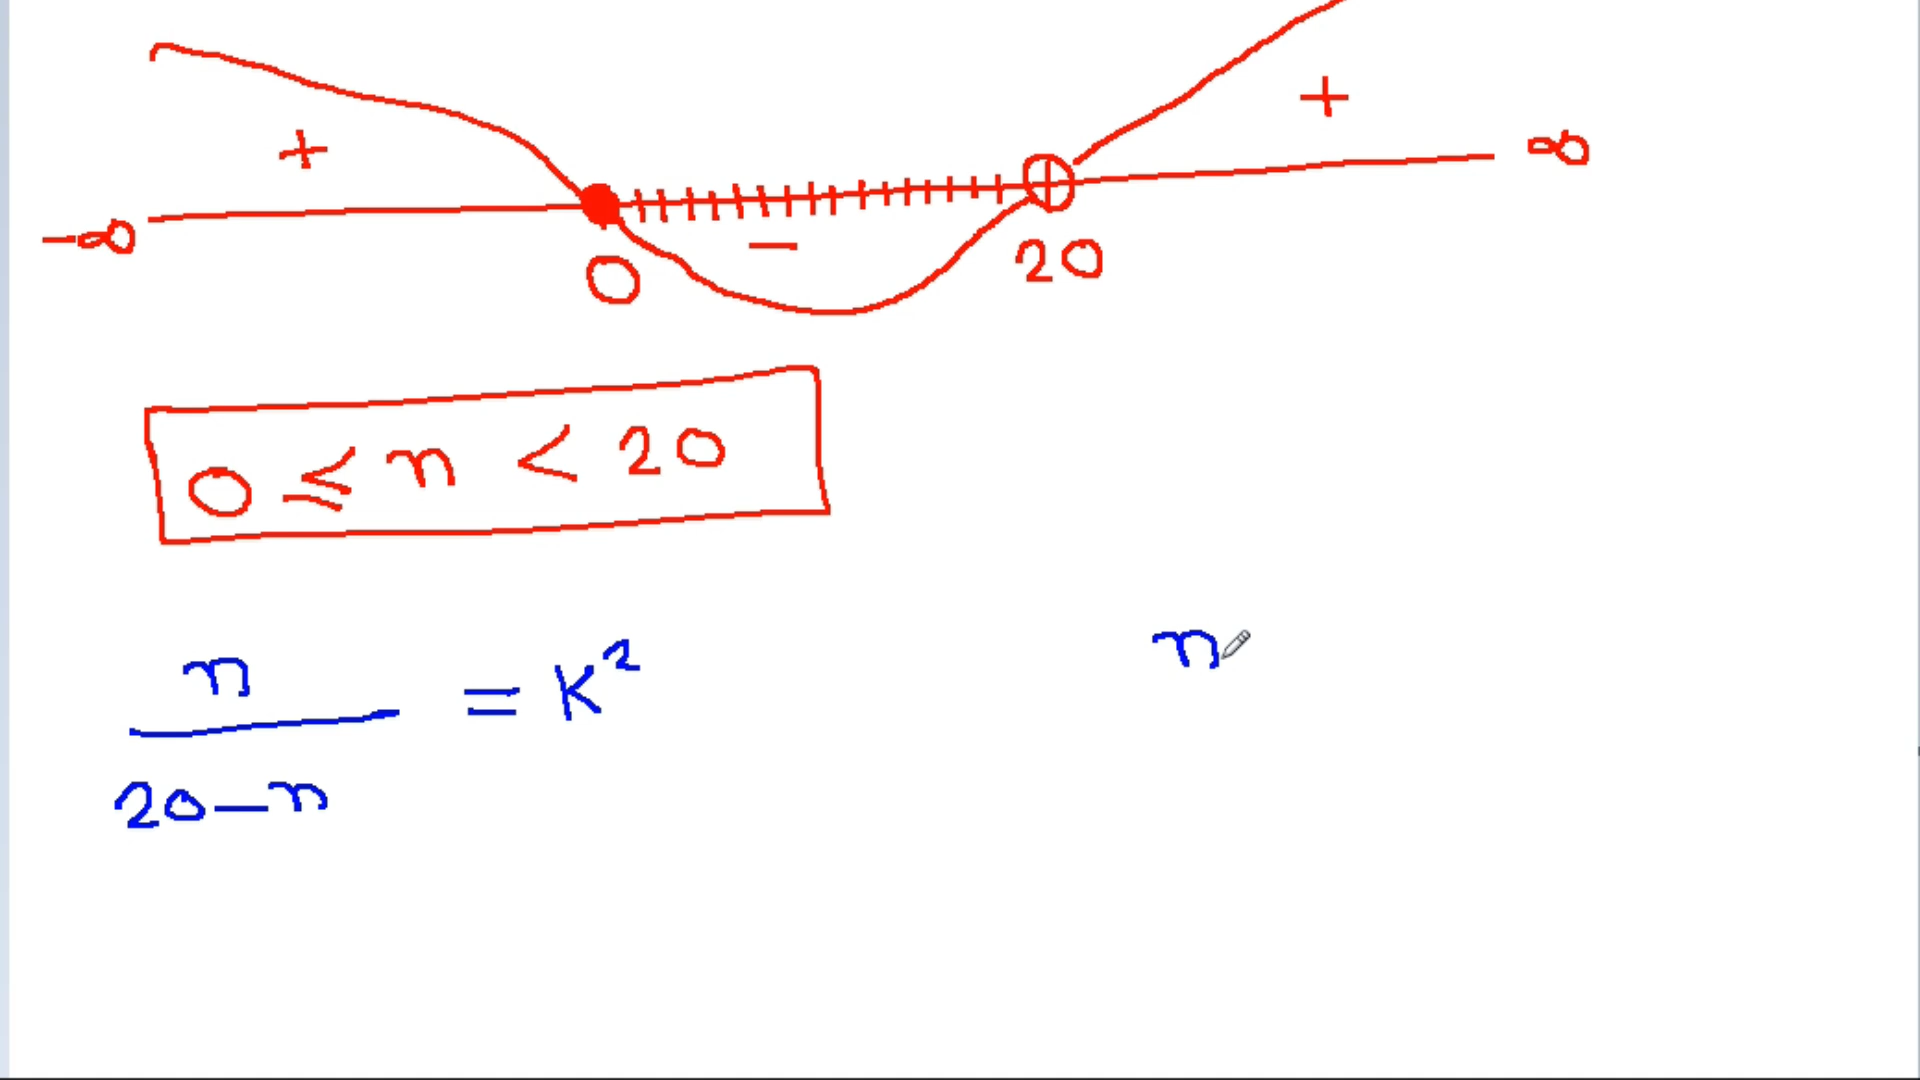 + +
-∞ 0 - 20 ∞
0 ≤ n < 20
n/(20-n) = K²
n